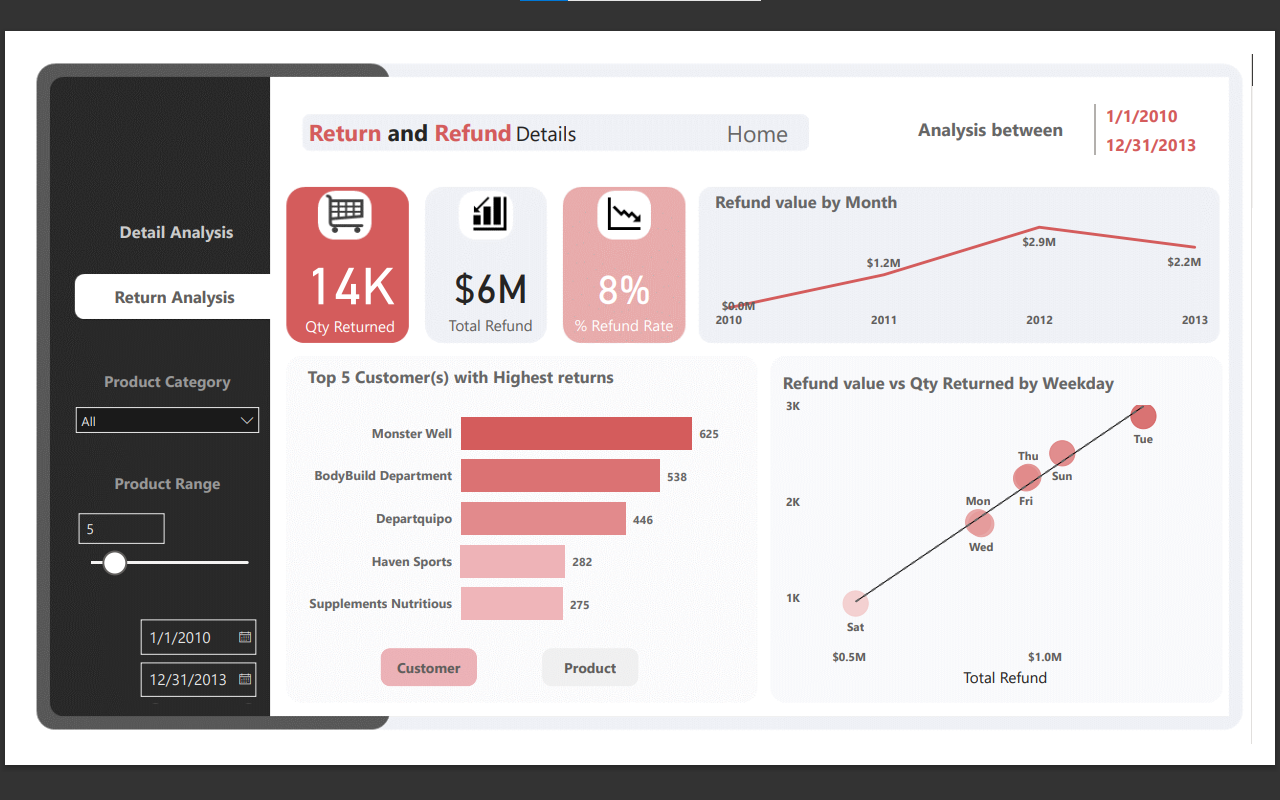 Return and Refund Details
Home
Analysis between
1/1/2010
12/31/2013
Detail Analysis
Return Analysis
Product Category
All
Product Range
5
1/1/2010
12/31/2013
14K
Qty Returned
$6M
Total Refund
8%
% Refund Rate
Refund value by Month
$0.0M
$1.2M
$2.9M
$2.2M
2010
2011
2012
2013
Top 5 Customer(s) with Highest returns
Monster Well
625
BodyBuild Department
538
Departquipo
446
Haven Sports
282
Supplements Nutritious
275
Customer
Product
Refund value vs Qty Returned by Weekday
3K
2K
1K
Tue
Thu
Sun
Mon
Fri
Wed
Sat
$0.5M
$1.0M
Total Refund